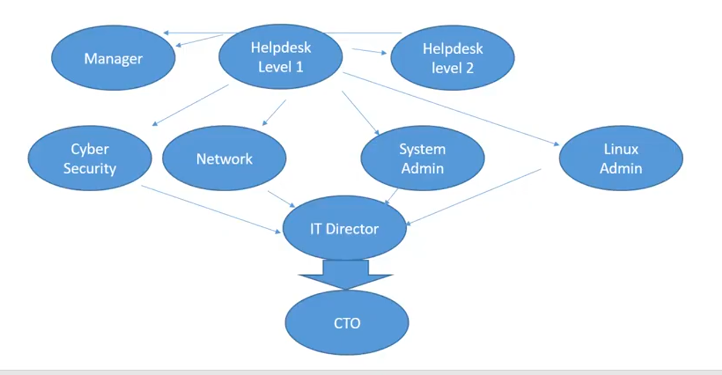 Manager
Helpdesk
Level 1
Helpdesk
level 2
Cyber
Security
Network
System
Admin
Linux
Admin
IT Director
CTO